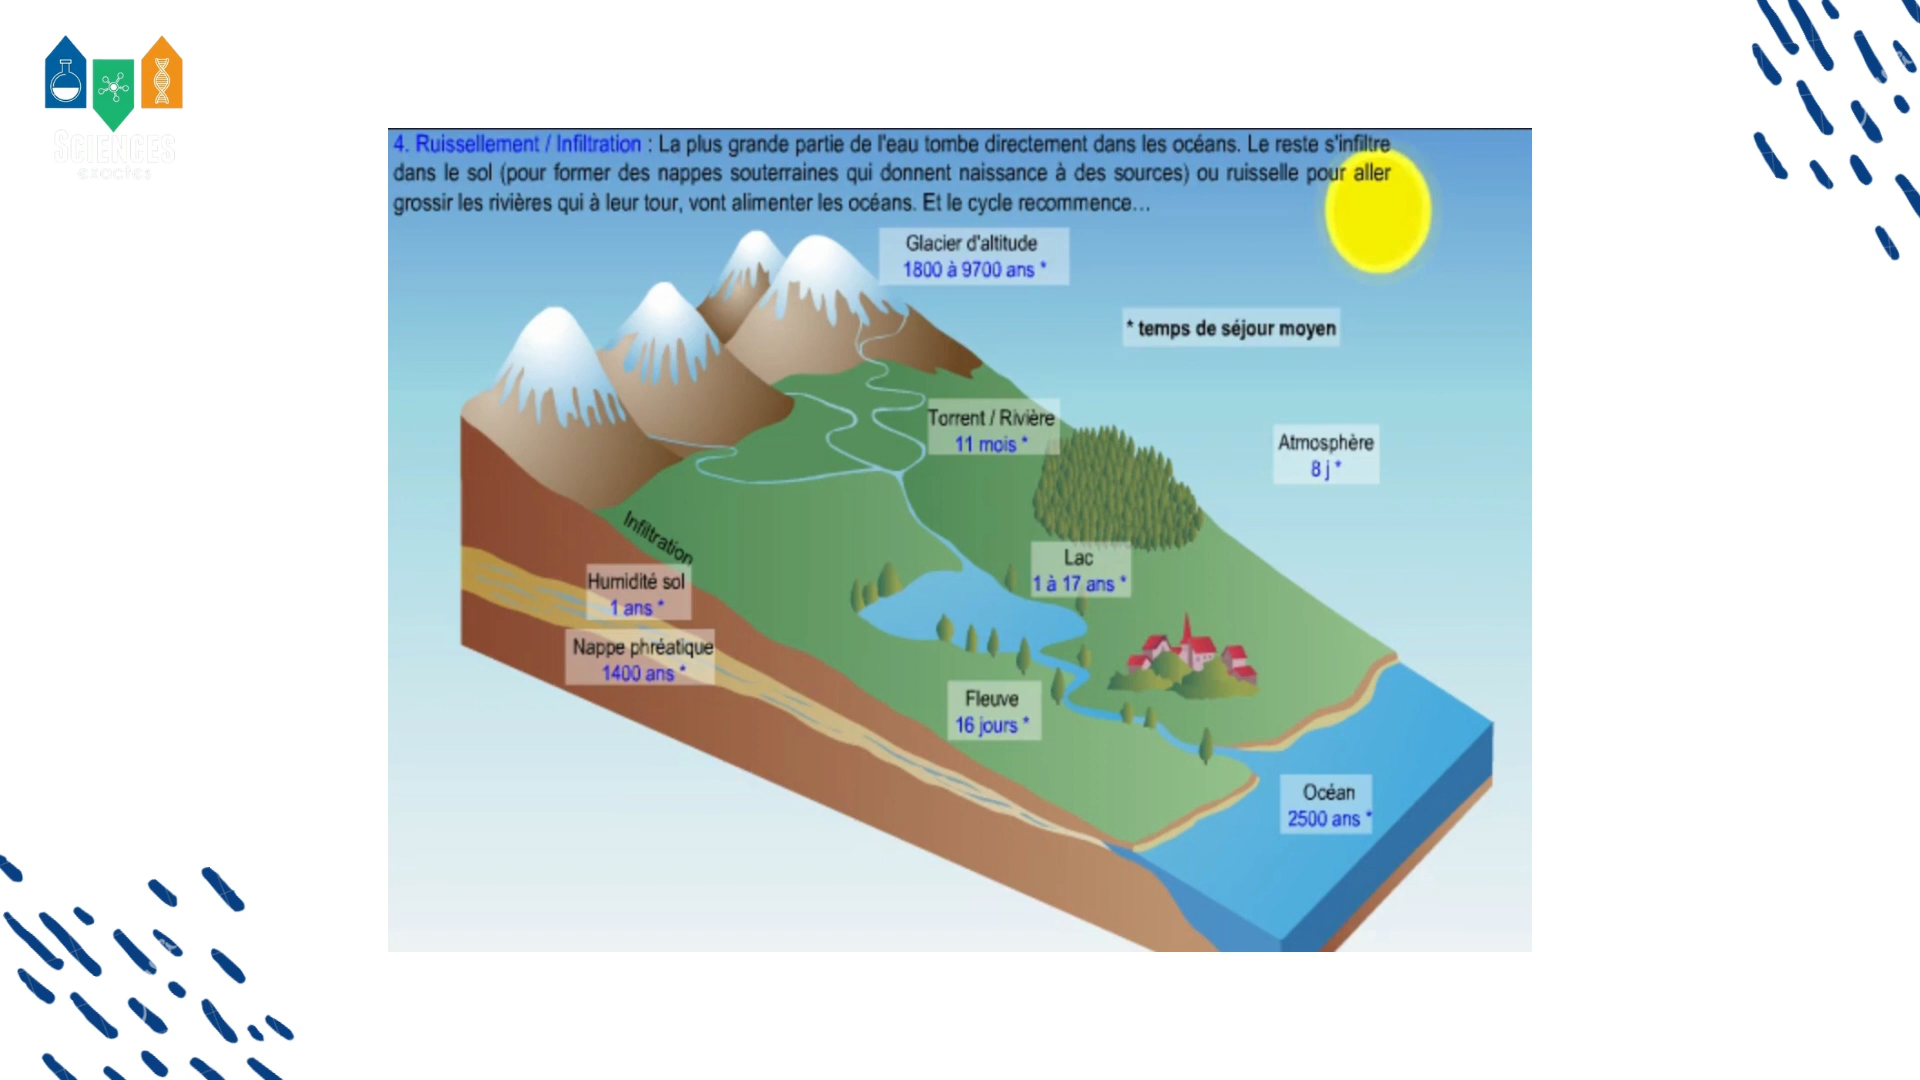 SCIENCES
exactes
4. Ruissellement / Infiltration : La plus grande partie de l'eau tombe directement dans les océans. Le reste s'infiltre
dans le sol (pour former des nappes souterraines qui donnent naissance à des sources) ou ruisselle pour aller
grossir les rivières qui à leur tour, vont alimenter les océans. Et le cycle recommence...
Glacier d'altitude
1800 à 9700 ans *
* temps de séjour moyen
Torrent / Rivière
11 mois *
Atmosphère
8 j *
Infiltration
Lac
1 à 17 ans *
Humidité sol
1 ans *
Nappe phréatique
1400 ans *
Fleuve
16 jours *
Océan
2500 ans *